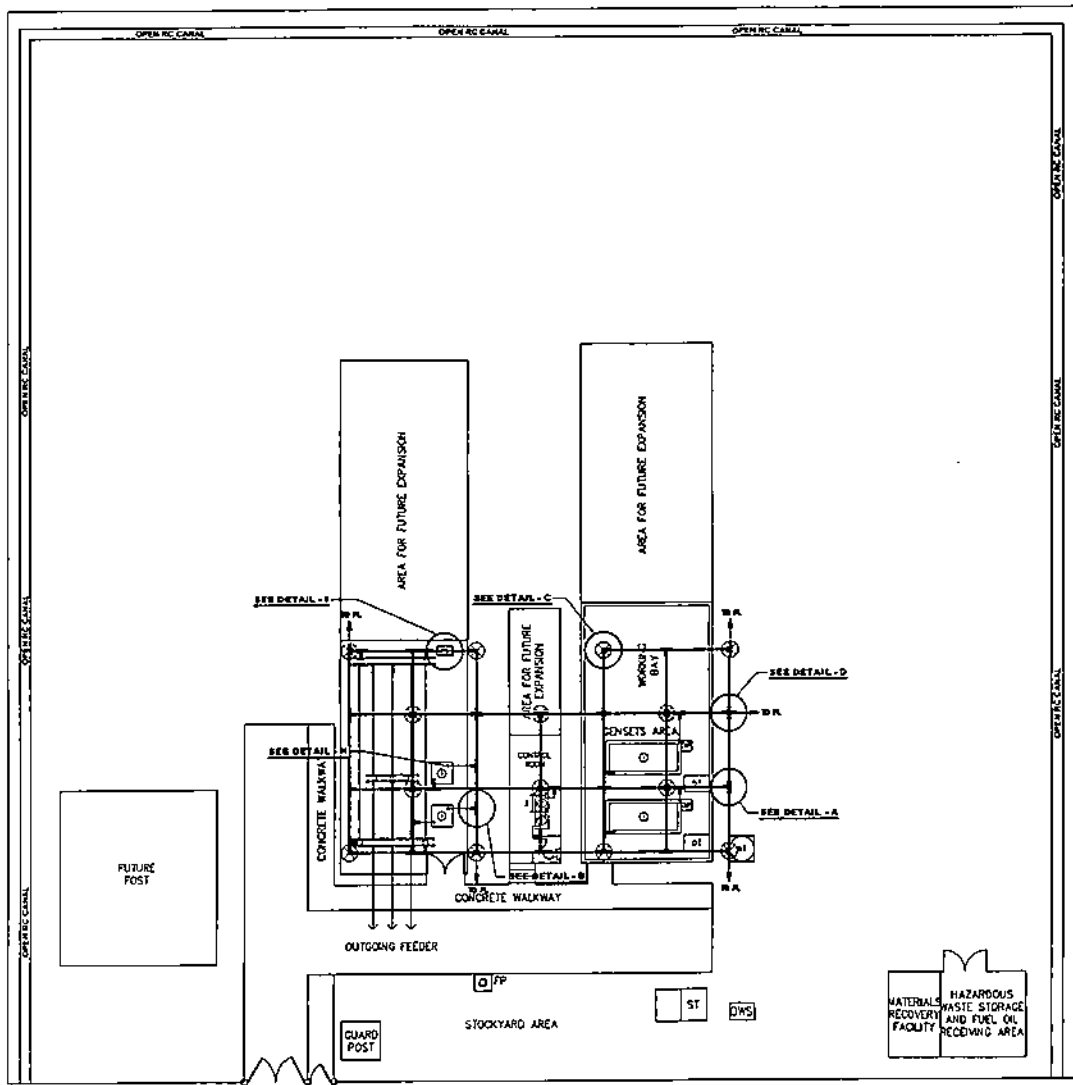 OPEN RC CANAL
OPEN RC CANAL
OPEN RC CANAL
OPEN RC CANAL
OPEN RC CANAL
OPEN RC CANAL
AREA FOR FUTURE EXPANSION
AREA FOR FUTURE EXPANSION
OPEN RC CANAL
SEE DETAIL - C
AREA FOR FUTURE
EXPANSION
WORKING
BAY
OPEN RC CANAL
OPEN RC CANAL
SEE DETAIL - D
GENSETS AREA
SEE DETAIL - H
CONTROL
ROOM
CONCRETE WALKWAY
SEE DETAIL - A
FUTURE
POST
SEE DETAIL - B
CONCRETE WALKWAY
OPEN RC CANAL
OUTGOING FEEDER
FP
STOCKYARD AREA
ST
OWS
GUARD
POST
MATERIALS
RECOVERY
FACILITY
HAZARDOUS
WASTE STORAGE
AND FUEL OIL
RECEIVING AREA